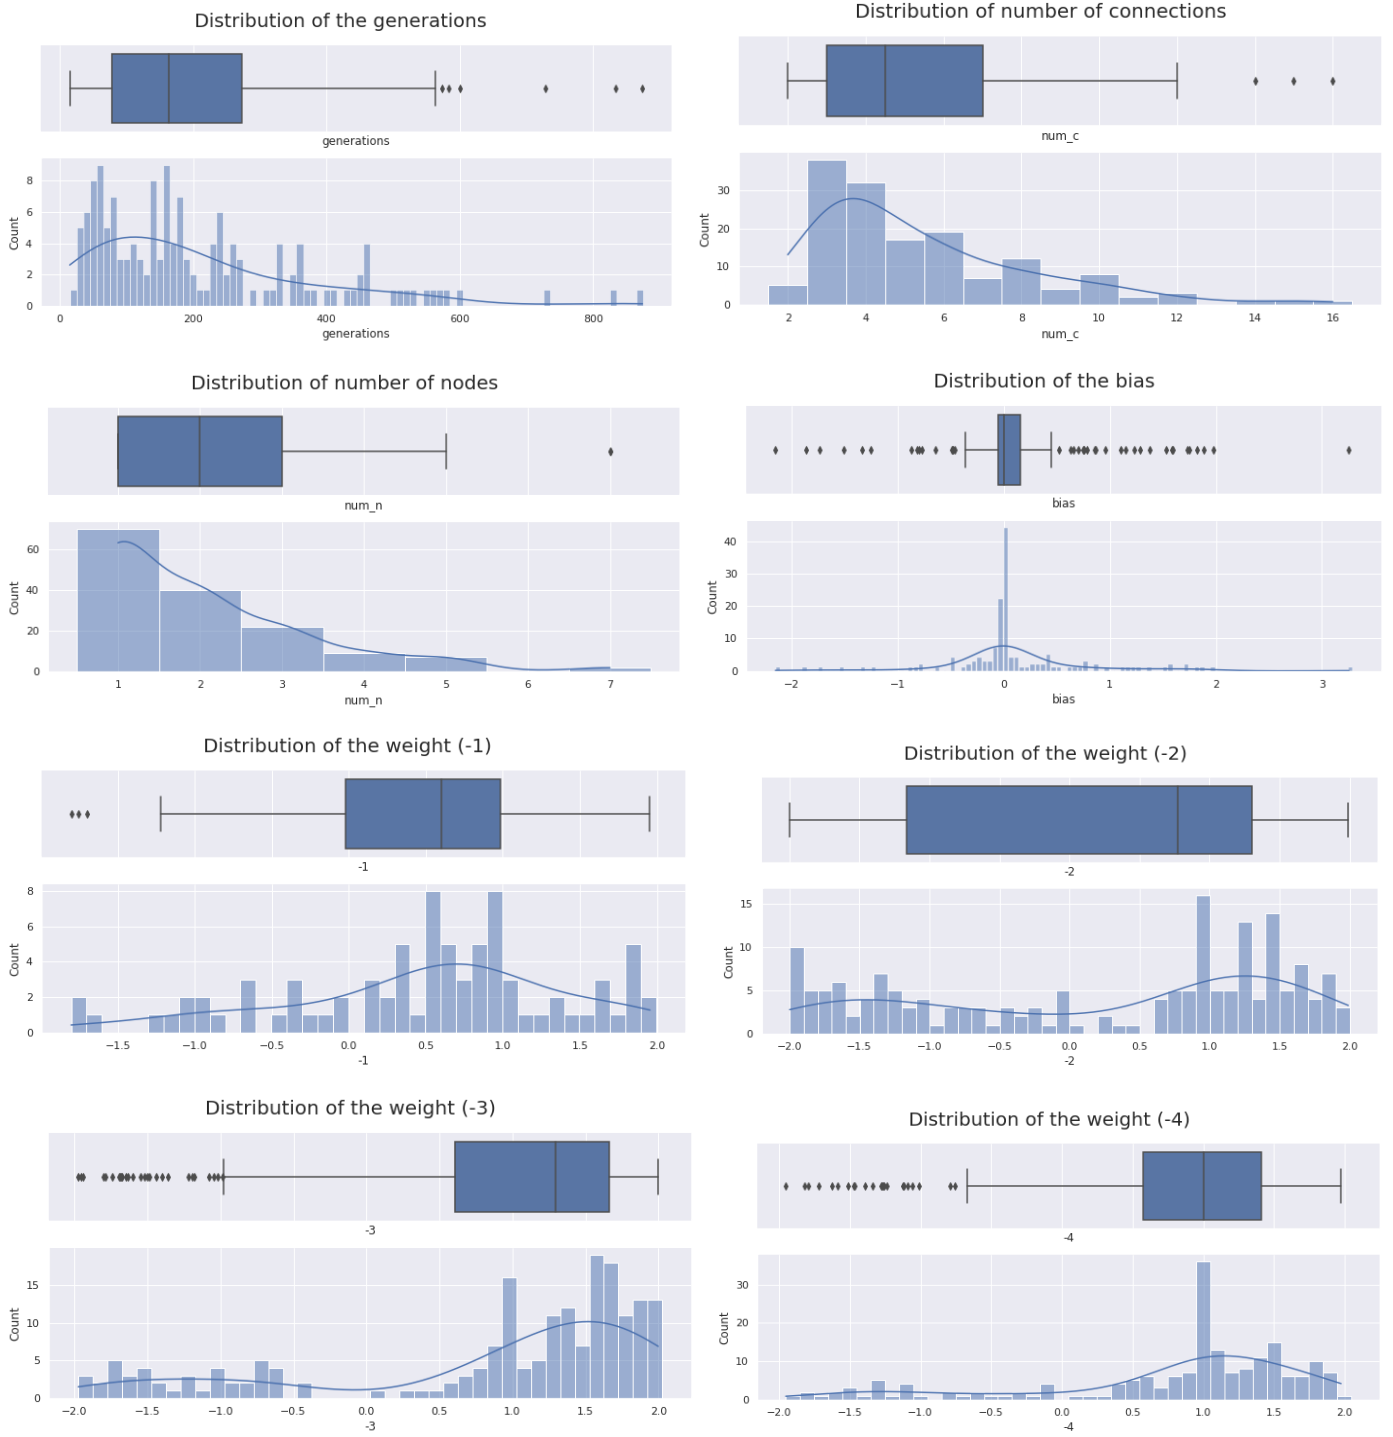 Distribution of the generations
generations
8
6
4
2
0
Count
0 200 400 600 800
generations
Distribution of number of connections
num_c
30
20
10
0
Count
2 4 6 8 10 12 14 16
num_c
Distribution of number of nodes
num_n
60
40
20
0
Count
1 2 3 4 5 6 7
num_n
Distribution of the bias
bias
40
30
20
10
0
Count
−2 −1 0 1 2 3
bias
Distribution of the weight (-1)
-1
8
6
4
2
0
Count
−1.5 −1.0 −0.5 0.0 0.5 1.0 1.5 2.0
-1
Distribution of the weight (-2)
-2
15
10
5
0
Count
−2.0 −1.5 −1.0 −0.5 0.0 0.5 1.0 1.5 2.0
-2
Distribution of the weight (-3)
-3
15
10
5
0
Count
−2.0 −1.5 −1.0 −0.5 0.0 0.5 1.0 1.5 2.0
-3
Distribution of the weight (-4)
-4
30
20
10
0
Count
−2.0 −1.5 −1.0 −0.5 0.0 0.5 1.0 1.5 2.0
-4